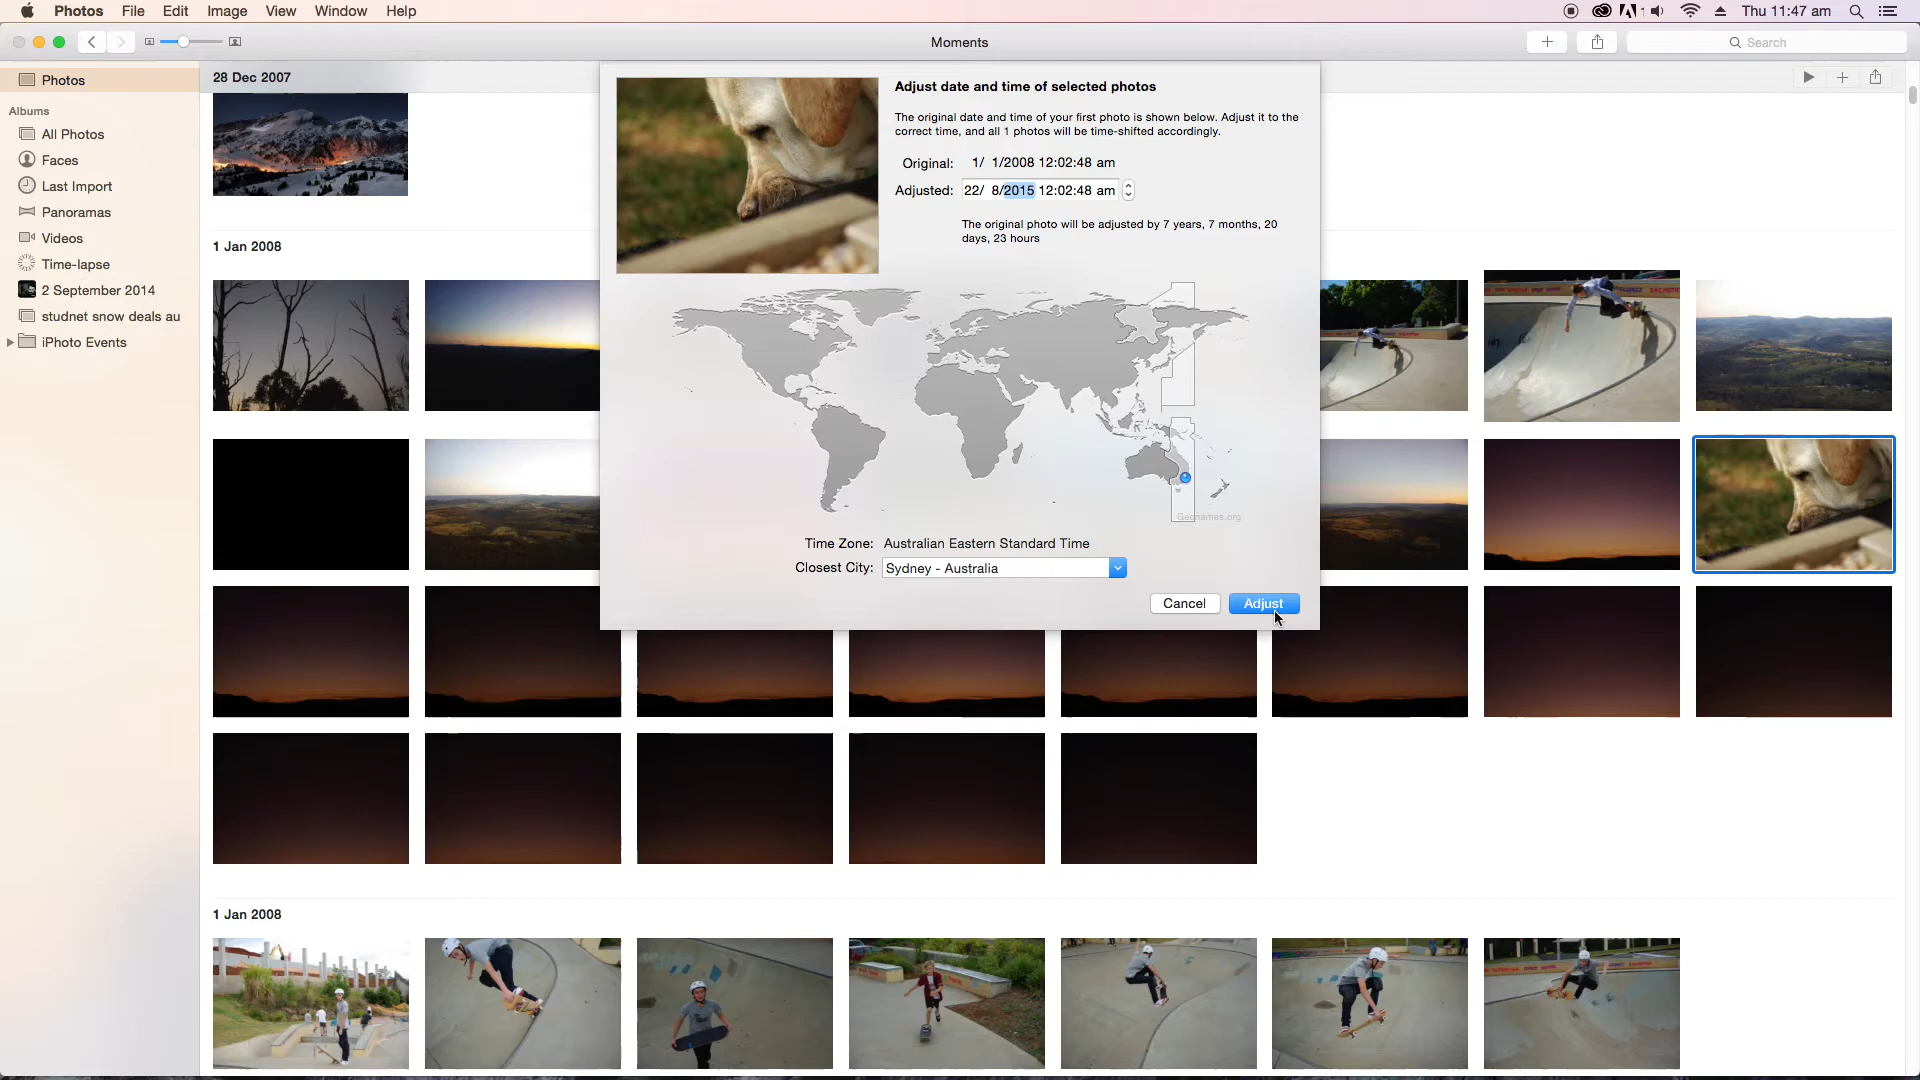 Photos File Edit Image View Window Help
Thu 11:47 am
Moments
Search
Photos
Albums
All Photos
Faces
Last Import
Panoramas
Videos
Time-lapse
2 September 2014
studnet snow deals au
iPhoto Events
28 Dec 2007
1 Jan 2008
Adjust date and time of selected photos
The original date and time of your first photo is shown below. Adjust it to the
correct time, and all 1 photos will be time-shifted accordingly.
Original: 1/ 1/2008 12:02:48 am
Adjusted: 22/ 8/2015 12:02:48 am
The original photo will be adjusted by 7 years, 7 months, 20
days, 23 hours
Geonames.org
Time Zone: Australian Eastern Standard Time
Closest City: Sydney - Australia
Cancel Adjust
1 Jan 2008